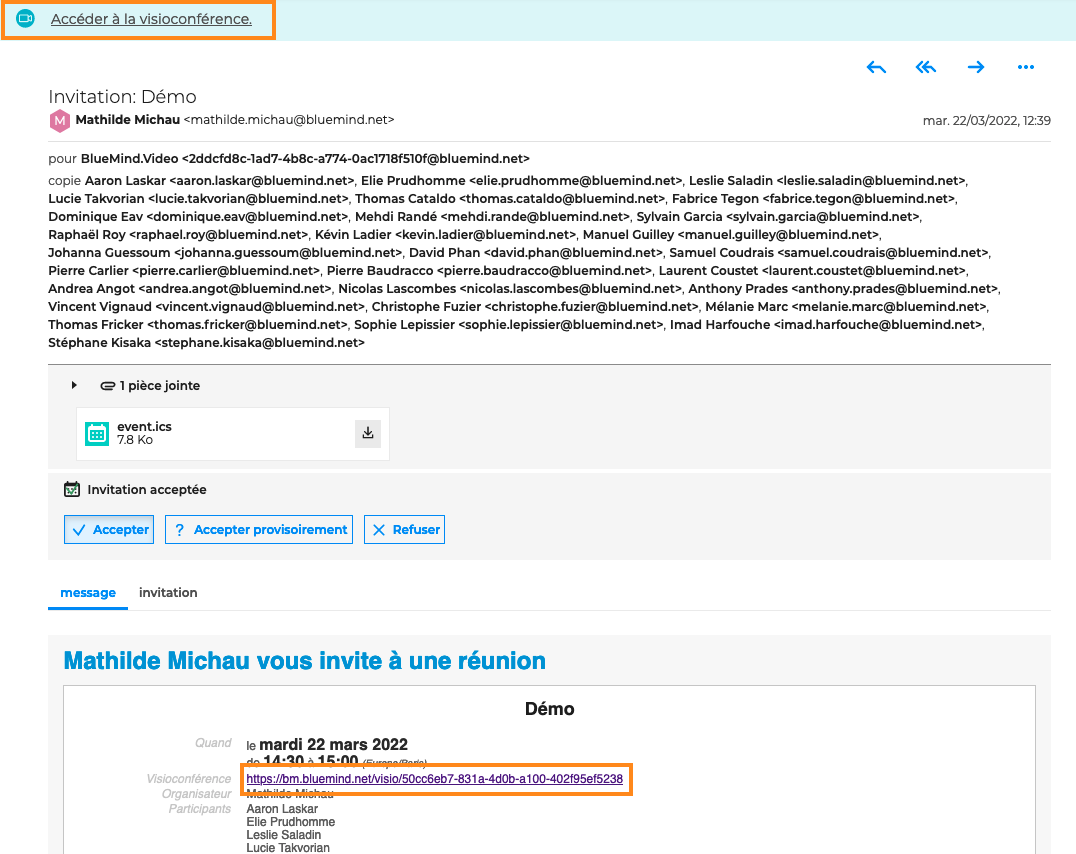 Accéder à la visioconférence.
Invitation: Démo
M Mathilde Michau <mathilde.michau@bluemind.net>
mar. 22/03/2022, 12:39
pour BlueMind.Video <2ddcfd8c-1ad7-4b8c-a774-0ac1718f510f@bluemind.net>
copie Aaron Laskar <aaron.laskar@bluemind.net>, Elie Prudhomme <elie.prudhomme@bluemind.net>, Leslie Saladin <leslie.saladin@bluemind.net>,
Lucie Takvorian <lucie.takvorian@bluemind.net>, Thomas Cataldo <thomas.cataldo@bluemind.net>, Fabrice Tegon <fabrice.tegon@bluemind.net>,
Dominique Eav <dominique.eav@bluemind.net>, Mehdi Randé <mehdi.rande@bluemind.net>, Sylvain Garcia <sylvain.garcia@bluemind.net>,
Raphaël Roy <raphael.roy@bluemind.net>, Kévin Ladier <kevin.ladier@bluemind.net>, Manuel Guilley <manuel.guilley@bluemind.net>,
Johanna Guessoum <johanna.guessoum@bluemind.net>, David Phan <david.phan@bluemind.net>, Samuel Coudrais <samuel.coudrais@bluemind.net>,
Pierre Carlier <pierre.carlier@bluemind.net>, Pierre Baudracco <pierre.baudracco@bluemind.net>, Laurent Coustet <laurent.coustet@bluemind.net>,
Andrea Angot <andrea.angot@bluemind.net>, Nicolas Lascombes <nicolas.lascombes@bluemind.net>, Anthony Prades <anthony.prades@bluemind.net>,
Vincent Vignaud <vincent.vignaud@bluemind.net>, Christophe Fuzier <christophe.fuzier@bluemind.net>, Mélanie Marc <melanie.marc@bluemind.net>,
Thomas Fricker <thomas.fricker@bluemind.net>, Sophie Lepissier <sophie.lepissier@bluemind.net>, Imad Harfouche <imad.harfouche@bluemind.net>,
Stéphane Kisaka <stephane.kisaka@bluemind.net>
1 pièce jointe
event.ics
7.8 Ko
Invitation acceptée
Accepter ? Accepter provisoirement Refuser
message invitation
Mathilde Michau vous invite à une réunion
Démo
Quand le mardi 22 mars 2022
de 14:30 à 15:00 (Europe/Paris)
Visioconférence https://bm.bluemind.net/visio/50cc6eb7-831a-4d0b-a100-402f95ef5238
Organisateur Mathilde Michau
Participants Aaron Laskar
Elie Prudhomme
Leslie Saladin
Lucie Takvorian